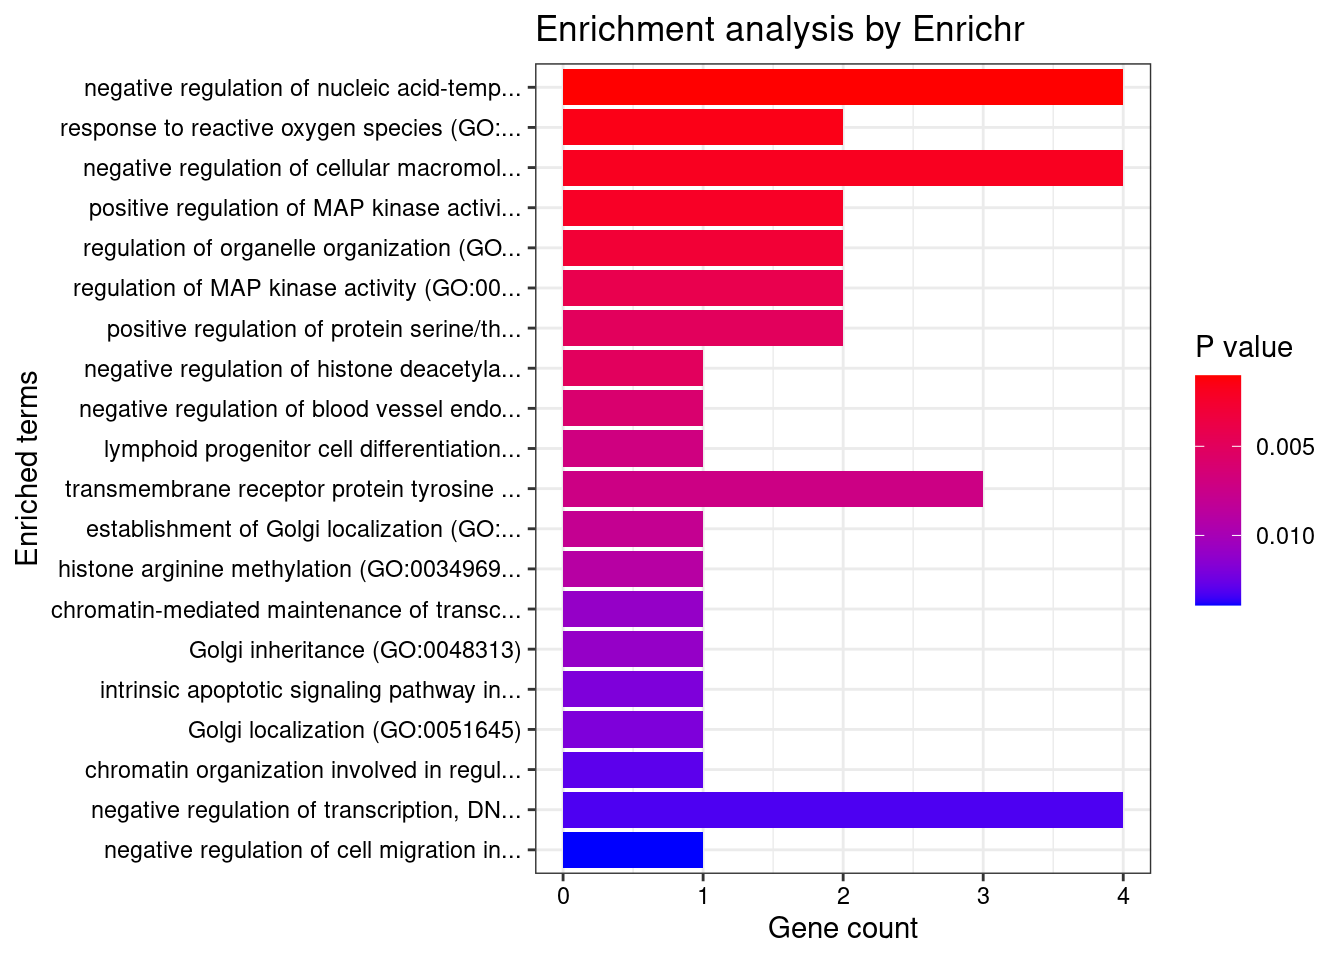 Enrichment analysis by Enrichr
Enriched terms
negative regulation of nucleic acid-temp...
response to reactive oxygen species (GO:...
negative regulation of cellular macromol...
positive regulation of MAP kinase activi...
regulation of organelle organization (GO...
regulation of MAP kinase activity (GO:00...
positive regulation of protein serine/th...
negative regulation of histone deacetyla...
negative regulation of blood vessel endo...
lymphoid progenitor cell differentiation...
transmembrane receptor protein tyrosine ...
establishment of Golgi localization (GO:...
histone arginine methylation (GO:0034969...
chromatin-mediated maintenance of transc...
Golgi inheritance (GO:0048313)
intrinsic apoptotic signaling pathway in...
Golgi localization (GO:0051645)
chromatin organization involved in regul...
negative regulation of transcription, DN...
negative regulation of cell migration in...
0 1 2 3 4
Gene count
P value
0.005
0.010